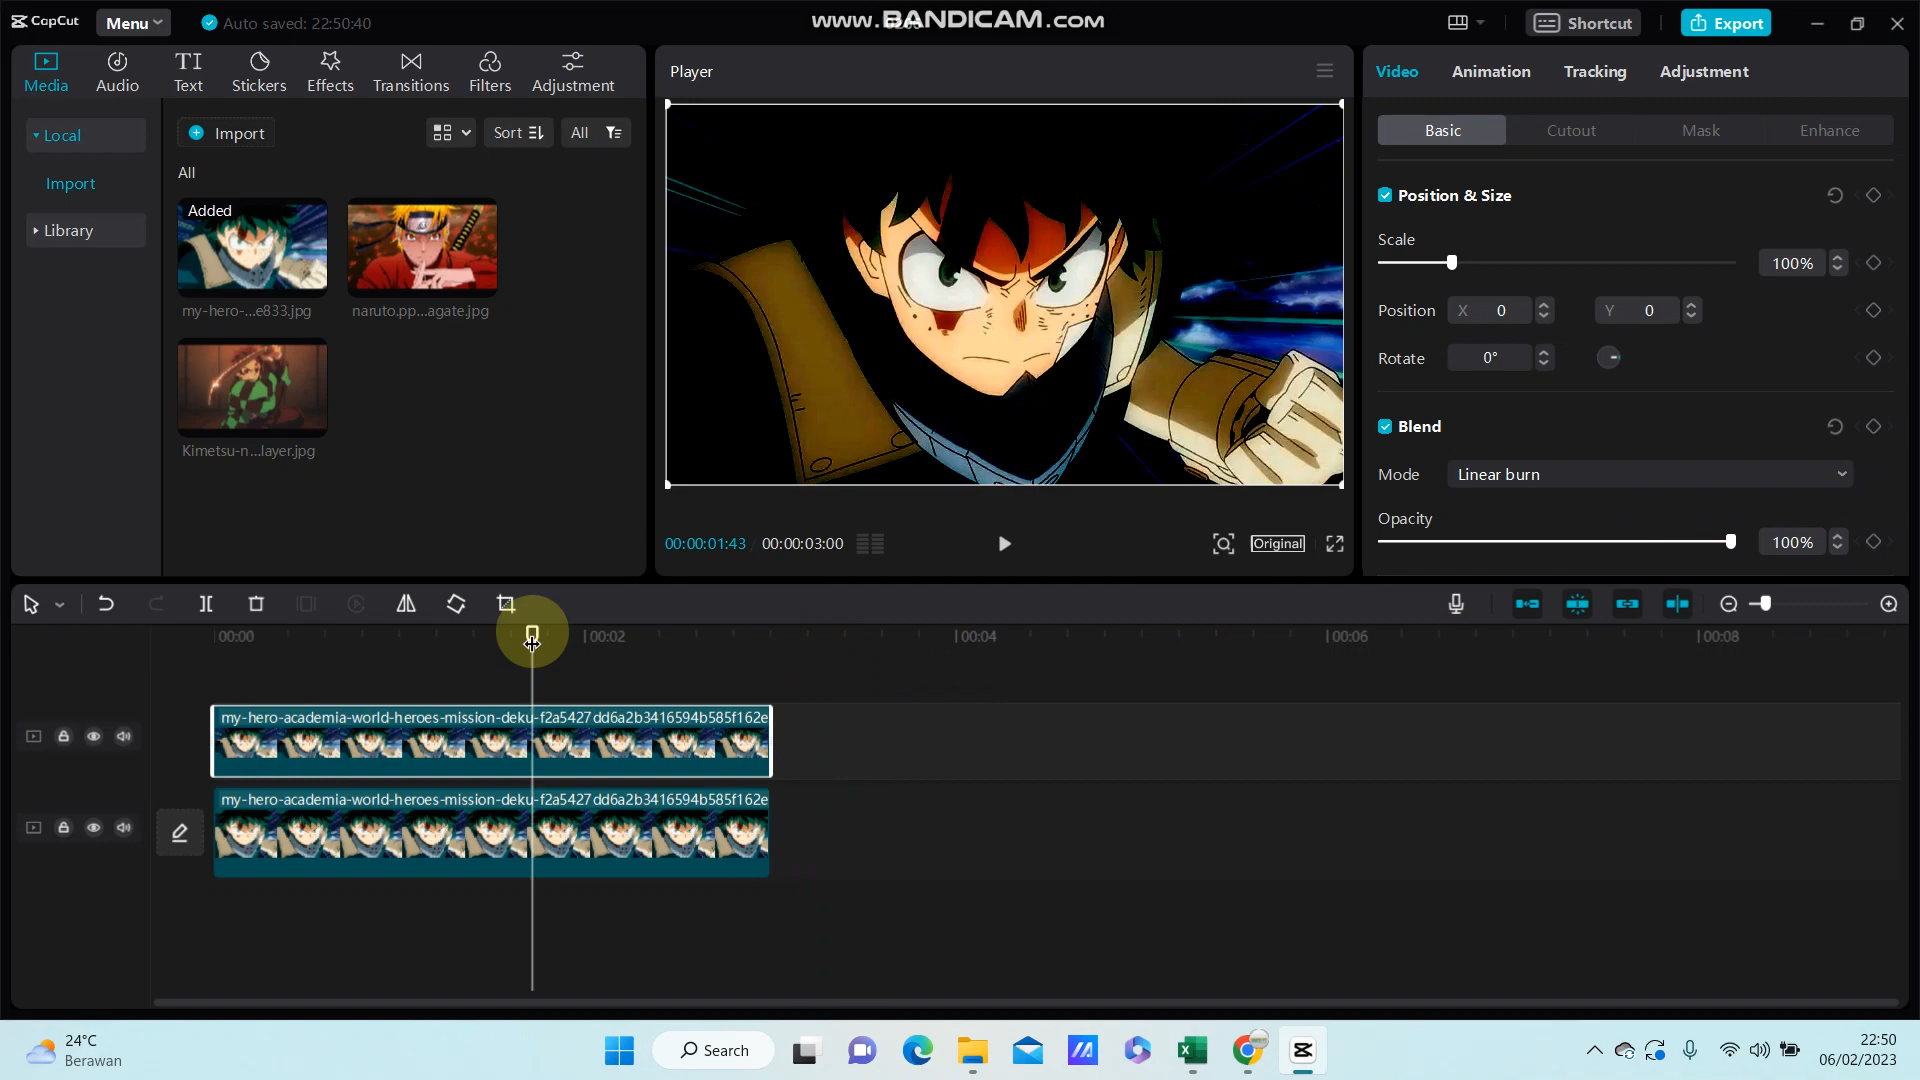 CapCut
Menu
Auto saved: 22:50:40
www.BANDICAM.com
Shortcut
Export
Media
Audio
Text
Stickers
Effects
Transitions
Filters
Adjustment
Player
Video
Animation
Tracking
Adjustment
Local
Import
Library
Import
Sort
All
All
Added
my-hero-...e833.jpg
naruto.pp...agate.jpg
Kimetsu-n...layer.jpg
Basic
Cutout
Mask
Enhance
Position & Size
Scale
100%
Position X 0 Y 0
Rotate 0°
Blend
Mode Linear burn
Opacity
100%
00:00:01:43 00:00:03:00
Original
00:00
00:02
00:04
00:06
00:08
my-hero-academia-world-heroes-mission-deku-f2a5427dd6a2b3416594b585f162e
my-hero-academia-world-heroes-mission-deku-f2a5427dd6a2b3416594b585f162e
24°C
Berawan
Search
22:50
06/02/2023